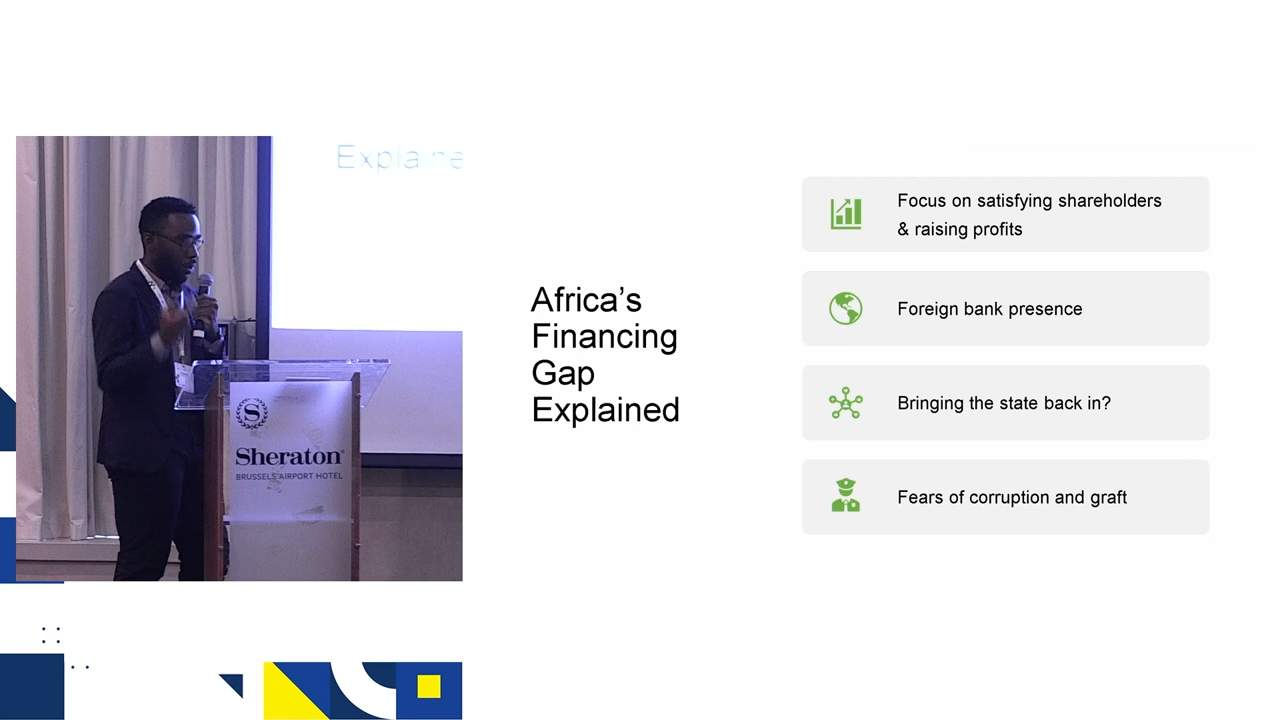 Explaine
S
Sheraton
BRUSSELS AIRPORT HOTEL
Africa’s
Financing
Gap
Explained
Focus on satisfying shareholders
& raising profits
Foreign bank presence
Bringing the state back in?
Fears of corruption and graft